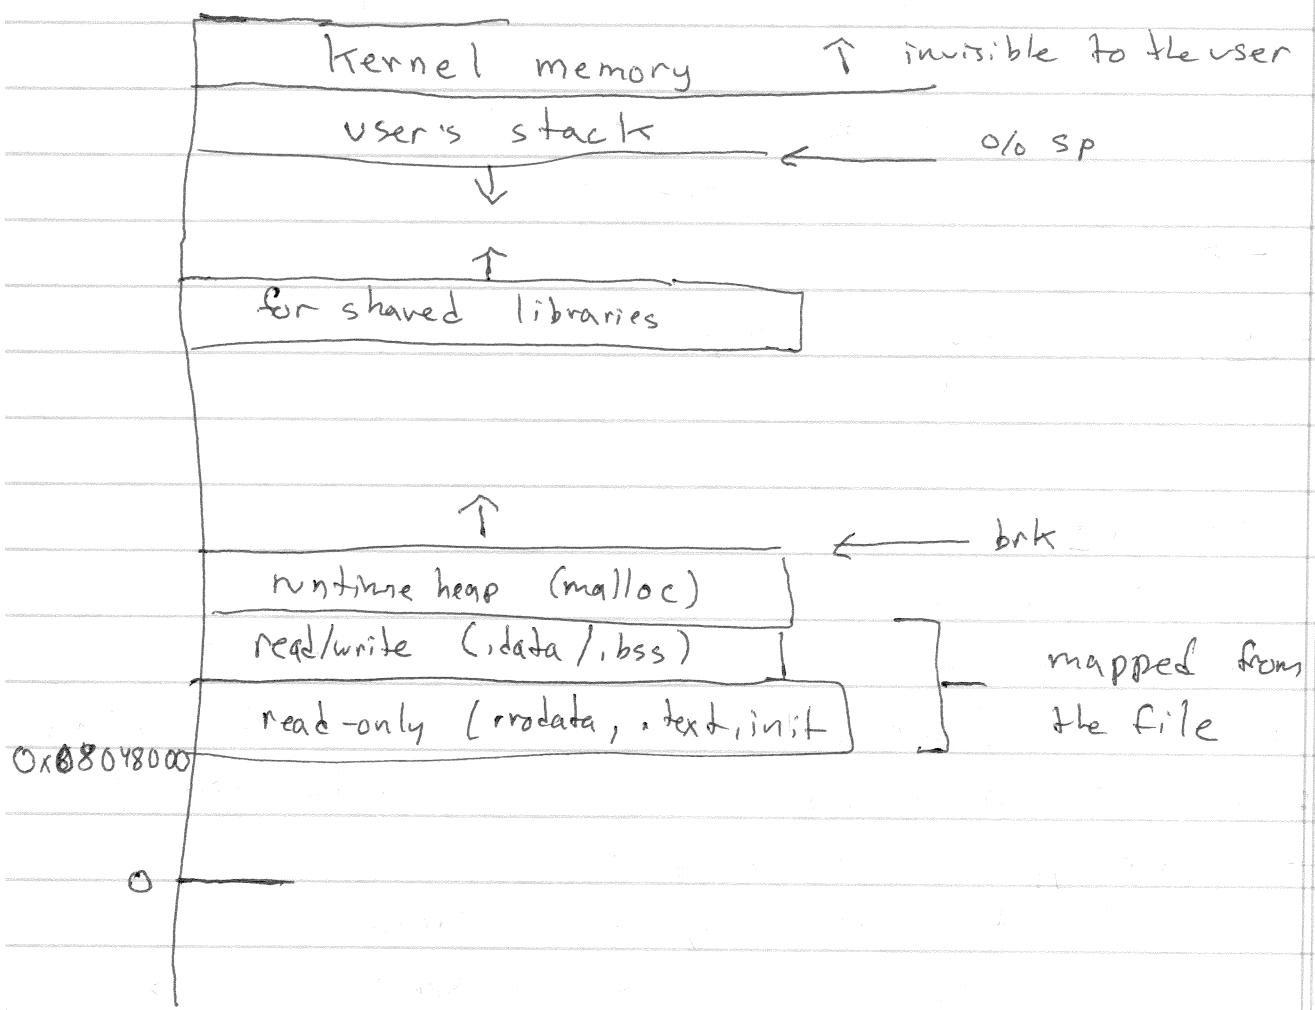 kernel memory ↑ invisible to the user
user's stack
← % sp
↓
↑
for shared libraries
↑
← brk
runtime heap (malloc)
read/write (.data/.bss)
mapped from
the file
read-only (.rodata, .text, init
0x08048000
0